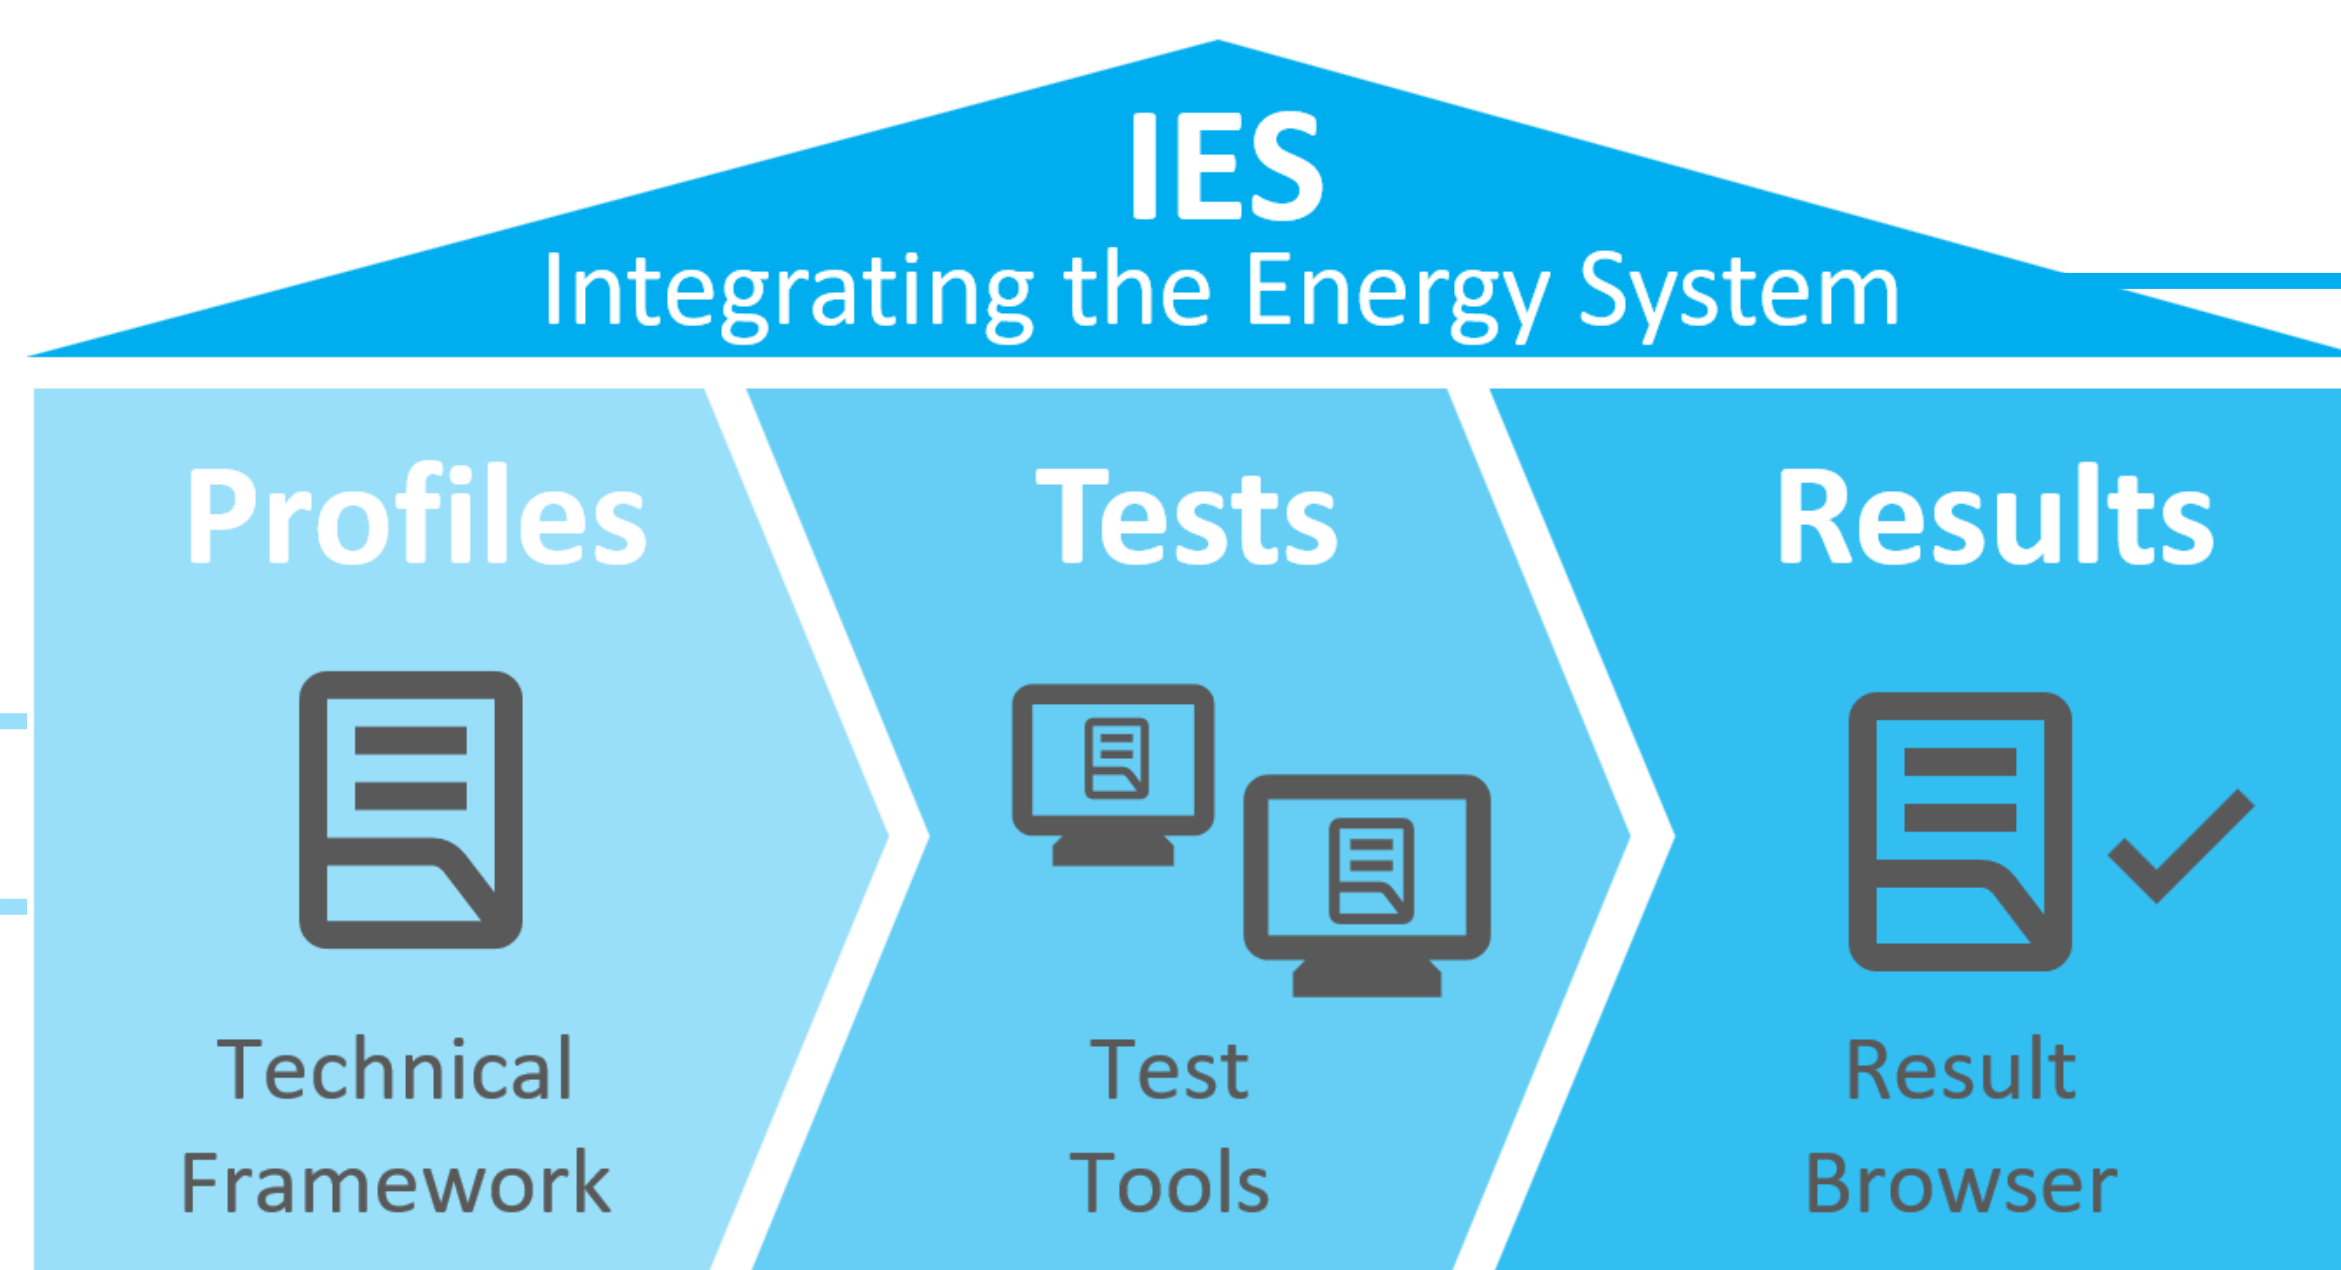 IES
Integrating the Energy System
Profiles
Tests
Results
Technical
Framework
Test
Tools
Result
Browser